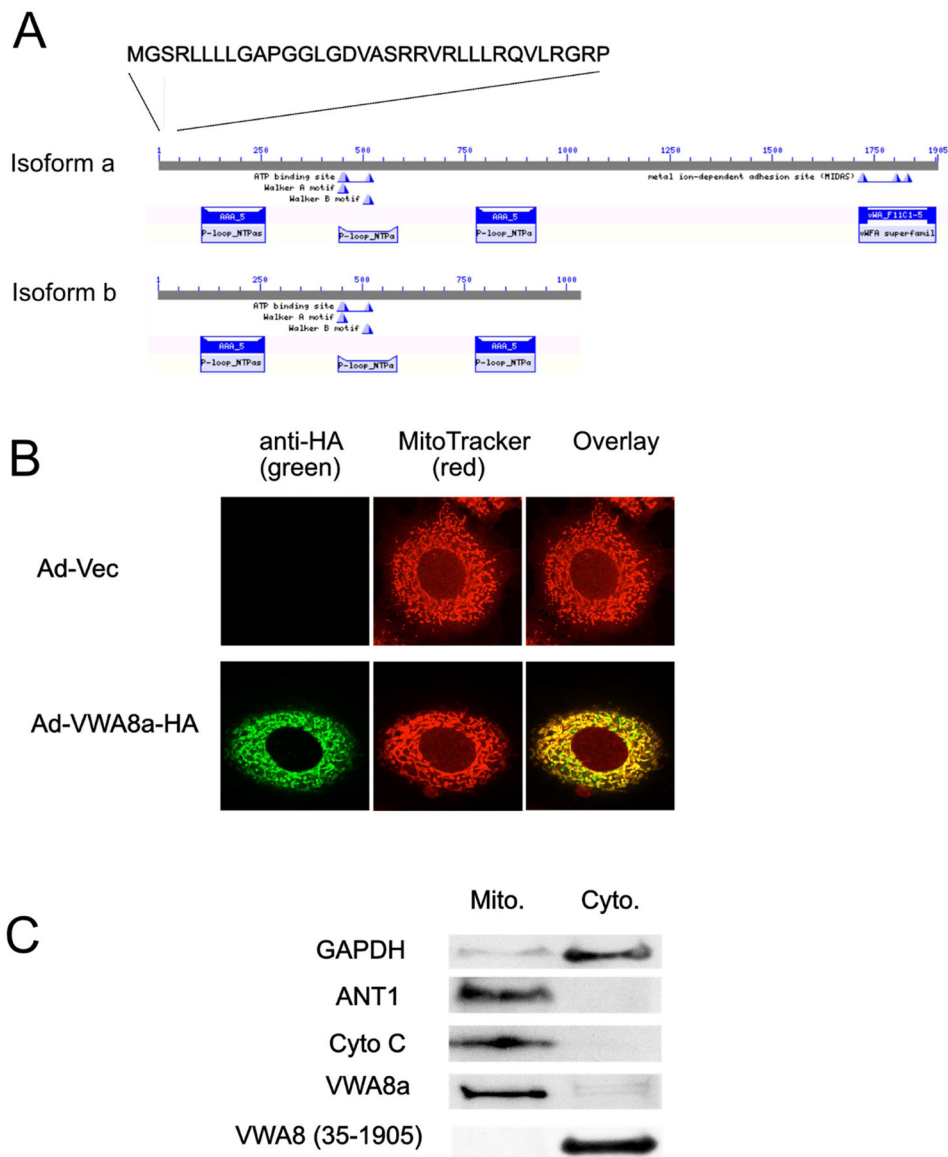 A
MGSRLLLLGAPGGLGDVASRRVRLLLRQVLRGRP
Isoform a
1 250 500 750 1000 1250 1500 1750 1905
ATP binding site
metal ion-dependent adhesion site (MIDAS)
Walker A motif
Walker B motif
AAA_5 AAA_5 vWA_F11C1-5
P-loop_NTPas P-loop_NTPa P-loop_NTPa vWFA superfamil
Isoform b
1 250 500 750 1000
ATP binding site
Walker A motif
Walker B motif
AAA_5 AAA_5
P-loop_NTPas P-loop_NTPa P-loop_NTPa
B
anti-HA MitoTracker Overlay
(green) (red)
Ad-Vec
Ad-VWA8a-HA
C
Mito. Cyto.
GAPDH
ANT1
Cyto C
VWA8a
VWA8 (35-1905)